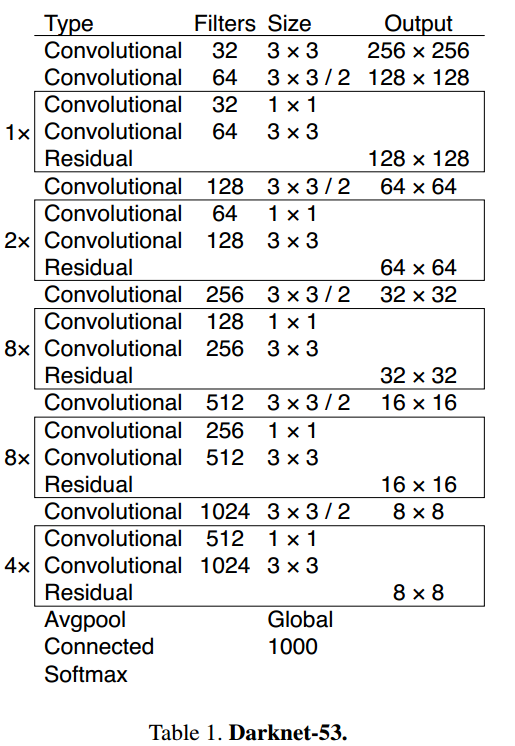 Type Filters Size Output
Convolutional 32 3 × 3 256 × 256
Convolutional 64 3 × 3 / 2 128 × 128
Convolutional 32 1 × 1
1× Convolutional 64 3 × 3
Residual 128 × 128
Convolutional 128 3 × 3 / 2 64 × 64
Convolutional 64 1 × 1
2× Convolutional 128 3 × 3
Residual 64 × 64
Convolutional 256 3 × 3 / 2 32 × 32
Convolutional 128 1 × 1
8× Convolutional 256 3 × 3
Residual 32 × 32
Convolutional 512 3 × 3 / 2 16 × 16
Convolutional 256 1 × 1
8× Convolutional 512 3 × 3
Residual 16 × 16
Convolutional 1024 3 × 3 / 2 8 × 8
Convolutional 512 1 × 1
4× Convolutional 1024 3 × 3
Residual 8 × 8
Avgpool Global
Connected 1000
Softmax
Table 1. Darknet-53.